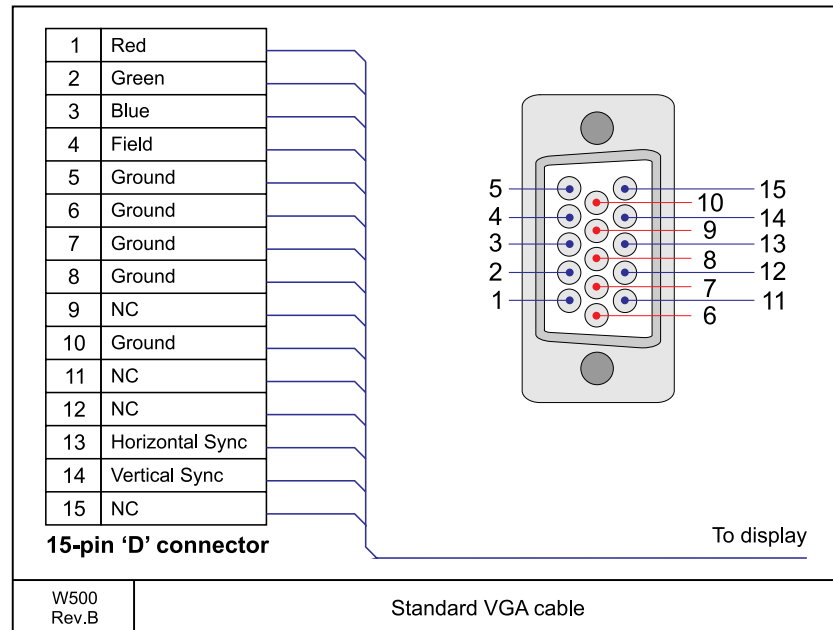 1 Red
2 Green
3 Blue
4 Field
5 Ground
6 Ground
7 Ground
8 Ground
9 NC
10 Ground
11 NC
12 NC
13 Horizontal Sync
14 Vertical Sync
15 NC
15-pin ‘D’ connector
5 15
10
4 14
9
3 13
8
2 12
7
1 11
6
To display
W500
Rev.B
Standard VGA cable